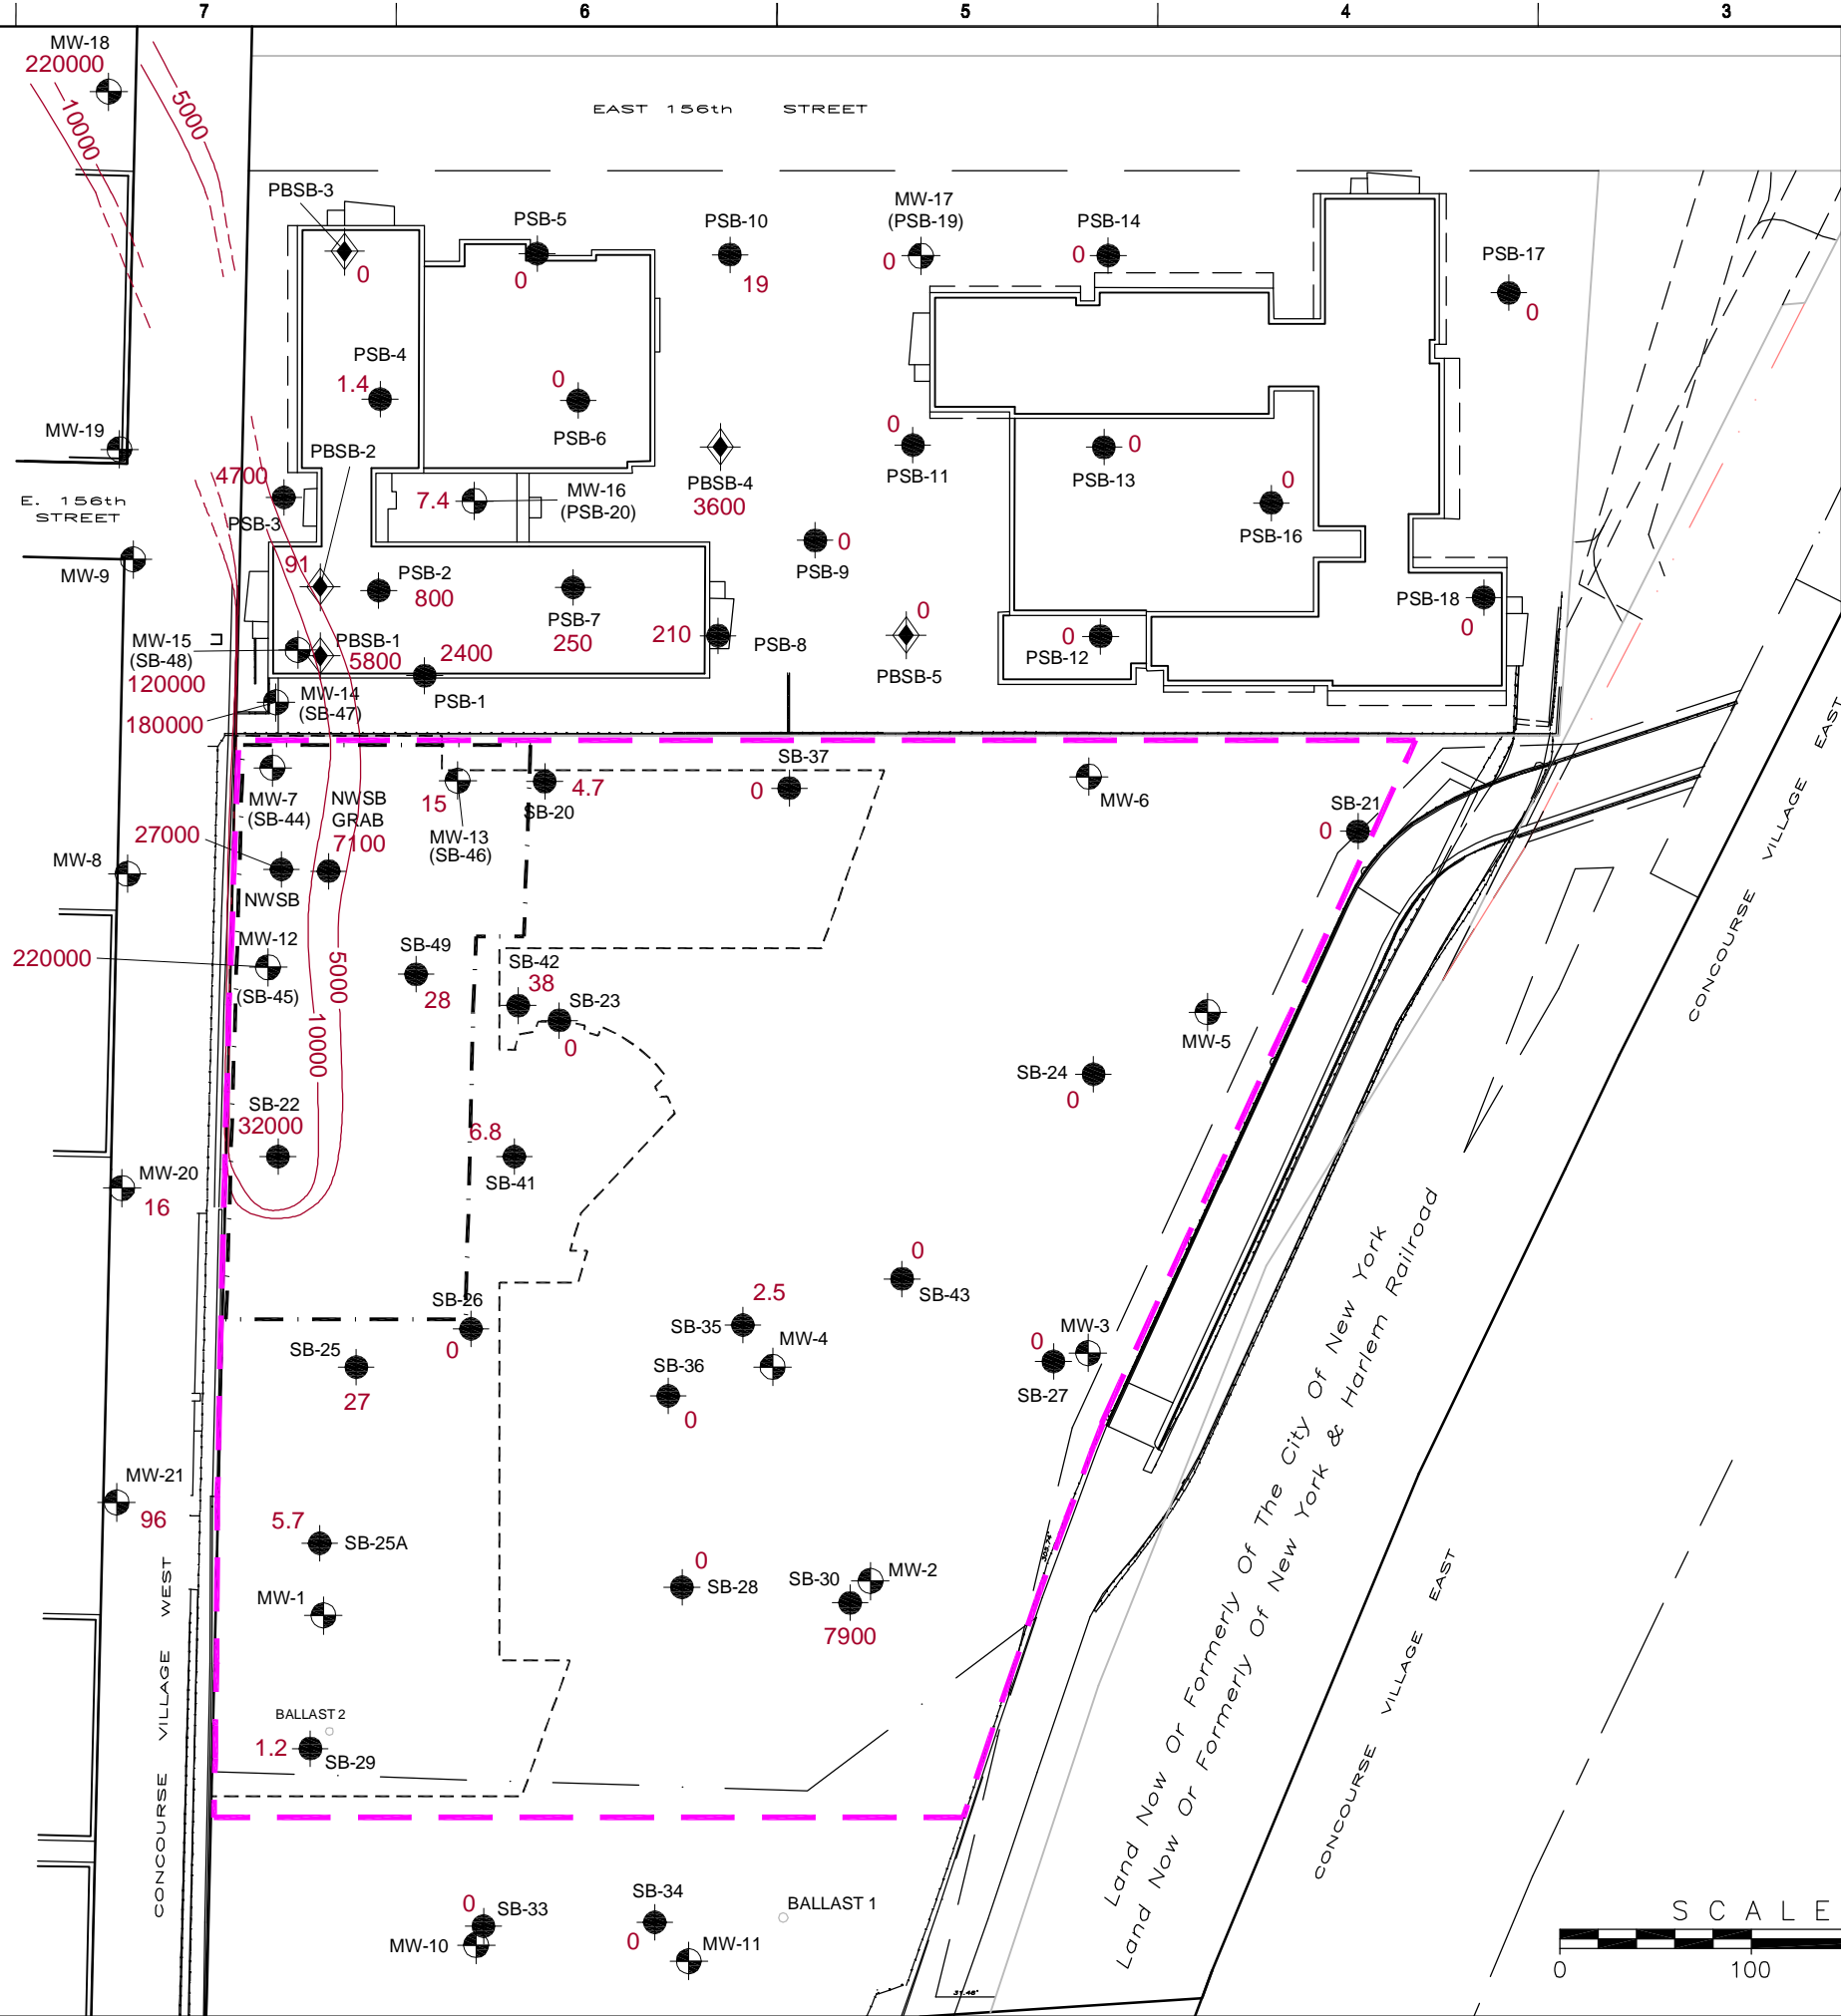 7
6
5
4
3
MW-18
220000
10000
5000
EAST 156th STREET
PBSB-3
0
PSB-5
0
PSB-10
19
MW-17
(PSB-19)
0
PSB-14
0
PSB-17
0
PSB-4
1.4
0
PSB-6
MW-19
PBSB-2
4700
PSB-3
E. 156th
STREET
7.4
MW-16
(PSB-20)
PBSB-4
3600
0
PSB-11
0
PSB-13
0
PSB-16
MW-9
91
PSB-2
800
PSB-7
250
0
PSB-9
PSB-18
0
MW-15
(SB-48)
120000
PBSB-1
5800
2400
PSB-1
210
PSB-8
0
PBSB-5
0
PSB-12
180000
MW-14
(SB-47)
MW-7
(SB-44)
NWSB
GRAB
7100
15
MW-13
(SB-46)
SB-20
4.7
SB-37
0
MW-6
SB-21
0
27000
NWSB
MW-8
220000
MW-12
(SB-45)
SB-49
28
SB-42
38
SB-23
0
5000
10000
MW-5
SB-24
0
SB-22
32000
6.8
SB-41
MW-20
16
0
SB-43
SB-26
0
2.5
SB-35
MW-4
SB-36
0
SB-25
27
0
MW-3
SB-27
MW-21
96
5.7
SB-25A
MW-1
0
SB-28
SB-30
MW-2
7900
BALLAST 2
1.2
SB-29
CONCOURSE VILLAGE WEST
0
SB-33
MW-10
SB-34
0
MW-11
BALLAST 1
31.48'
Land Now Or Formerly Of The City Of New York
Land Now Or Formerly Of New York & Harlem Railroad
CONCOURSE VILLAGE EAST
CONCOURSE VILLAGE EAST
SCALE
0
100